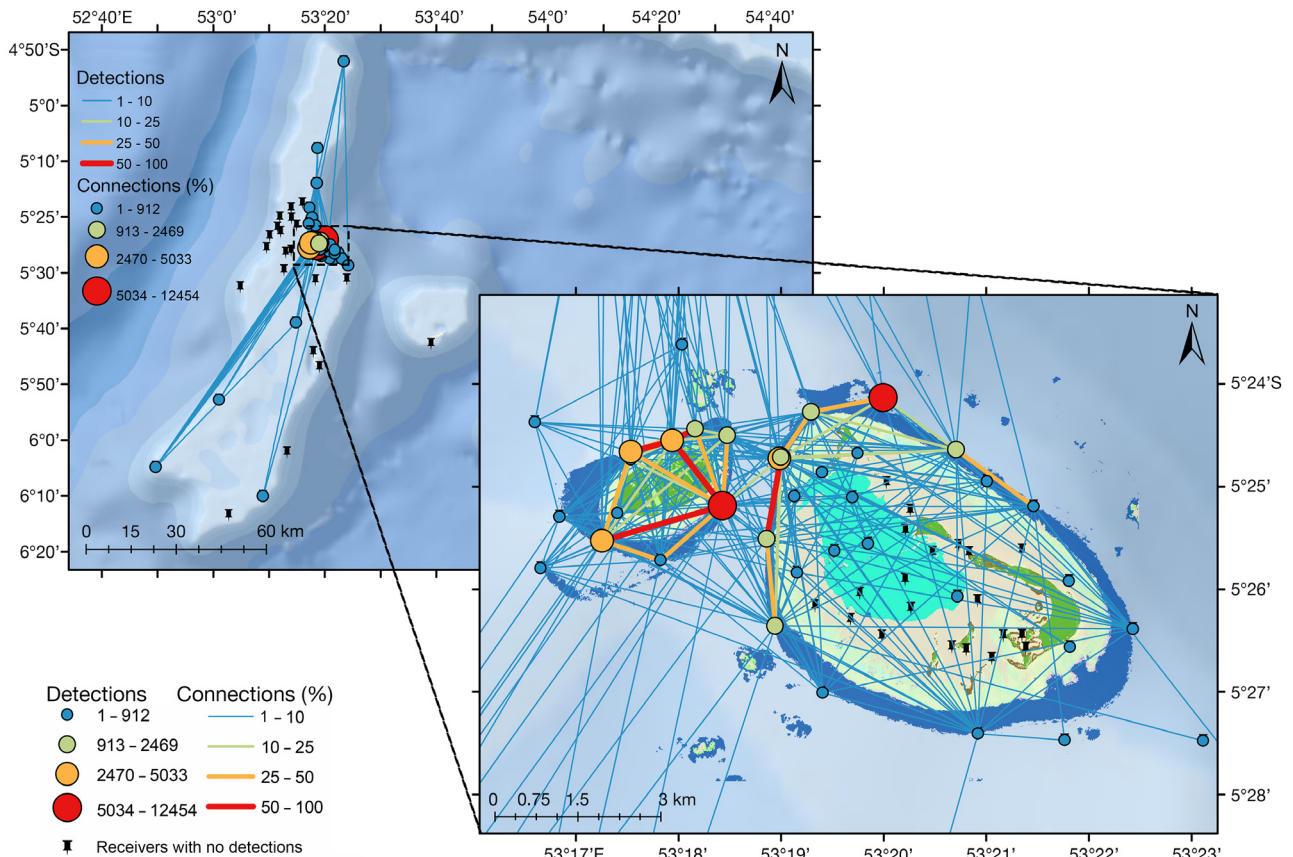 52°40'E 53°0' 53°20' 53°40' 54°0' 54°20' 54°40'
4°50'S
5°0'
5°10'
5°25'
5°30'
5°40'
5°50'
6°0'
6°10'
6°20'
Detections
1 - 10
10 - 25
25 - 50
50 - 100
Connections (%)
1 - 912
913 - 2469
2470 - 5033
5034 - 12454
N
0 15 30 60 km
N
5°24'S
5°25'
5°26'
5°27'
5°28'
0 0.75 1.5 3 km
53°17'E 53°18' 53°19' 53°20' 53°21' 53°22' 53°23'
Detections Connections (%)
1 – 912 1 – 10
913 – 2469 10 – 25
2470 – 5033 25 – 50
5034 – 12454 50 – 100
Receivers with no detections